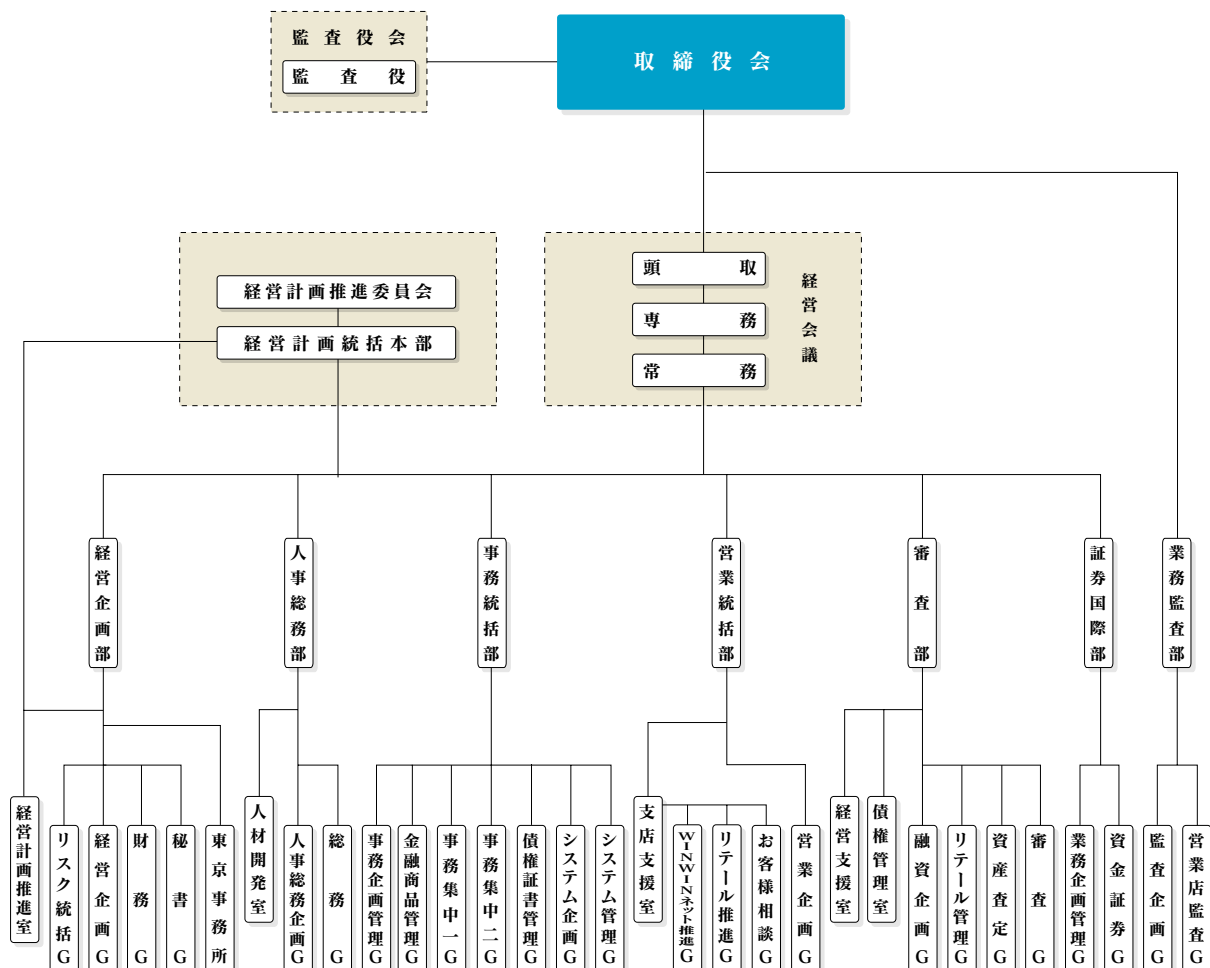 監査役会
監査役
取締役会
経営計画推進委員会
経営計画統括本部
頭取
専務
常務
経営会議
経営企画部
人事総務部
事務統括部
営業統括部
審査部
証券国際部
業務監査部
経営計画推進室
リスク統括G
経営企画G
財務G
秘書G
東京事務所
人材開発室
人事総務企画G
総務G
事務企画管理G
金融商品管理G
事務集中一G
事務集中二G
債権証書管理G
システム企画G
システム管理G
支店支援室
WINWINネット推進G
リテール推進G
お客様相談G
営業企画G
経営支援室
債権管理室
融資企画G
リテール管理G
資産査定G
審査G
業務企画管理G
資金証券G
監査企画G
営業店監査G